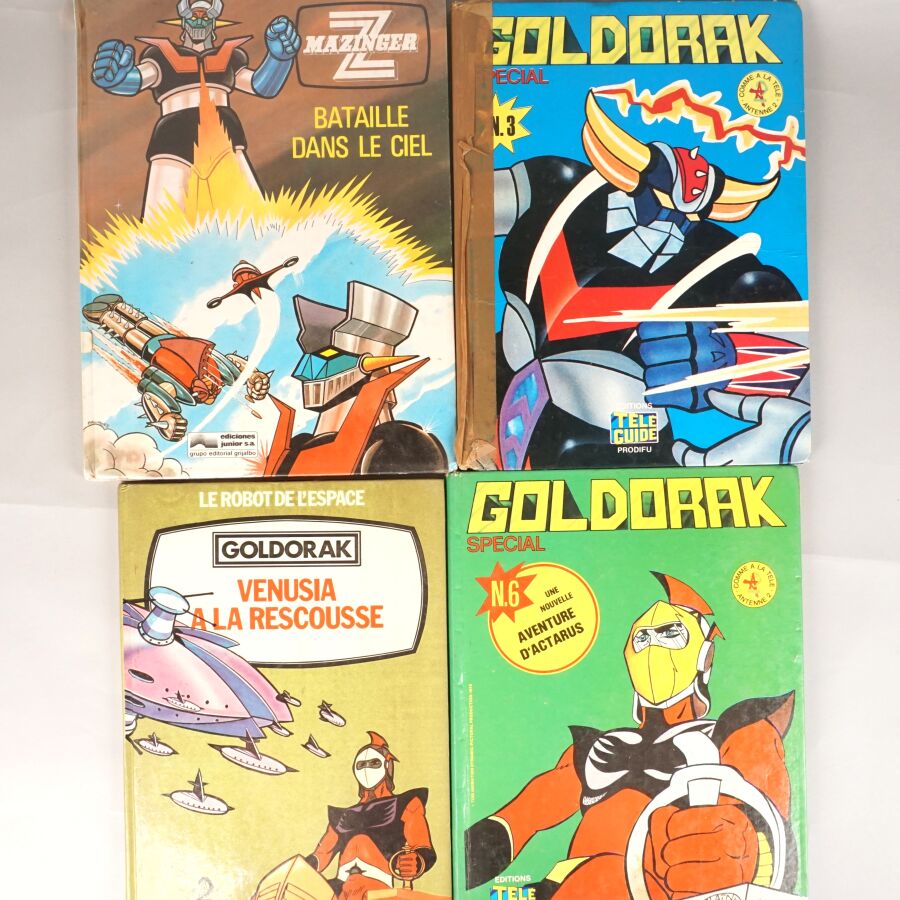 MAZINGER
Z
BATAILLE
DANS LE CIEL
ediciones
junior s.a.
grupo editorial grijalbo
GOLDORAK
SPECIAL
N.3
COMME A LA TELE
ANTENNE 2
EDITIONS
TELE
GUIDE
PRODIFU
LE ROBOT DE L'ESPACE
GOLDORAK
VENUSIA
A LA RESCOUSSE
GOLDORAK
SPECIAL
N.6
UNE
NOUVELLE
AVENTURE
D'ACTARUS
COMME A LA TELE
ANTENNE 2
EDITIONS
TELE